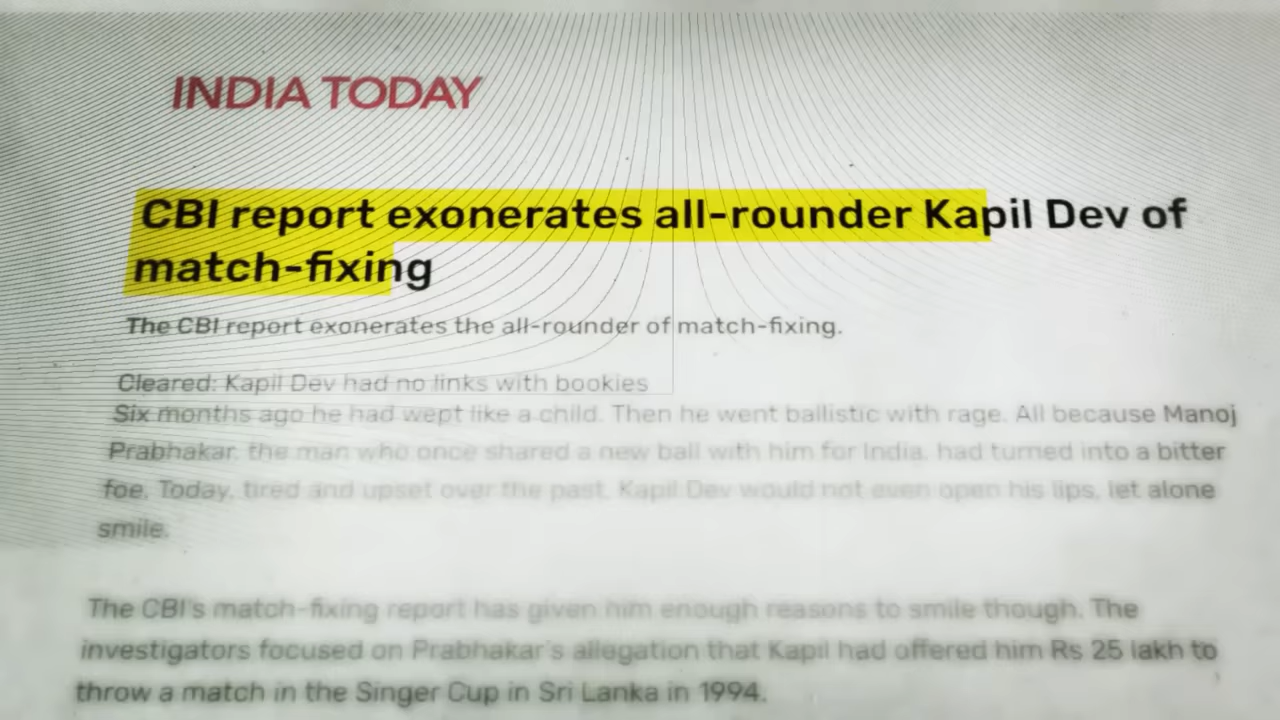 INDIA TODAY
CBI report exonerates all-rounder Kapil Dev of
match-fixing
The CBI report exonerates the all-rounder of match-fixing.
Cleared: Kapil Dev had no links with bookies
Six months ago he had wept like a child. Then he went ballistic with rage. All because Manoj
Prabhakar, the man who once shared a new ball with him for India, had turned into a bitter
foe. Today, tired and upset over the past, Kapil Dev would not even open his lips, let alone
smile.
The CBI's match-fixing report has given him enough reasons to smile though. The
investigators focused on Prabhakar's allegation that Kapil had offered him Rs 25 lakh to
throw a match in the Singer Cup in Sri Lanka in 1994.